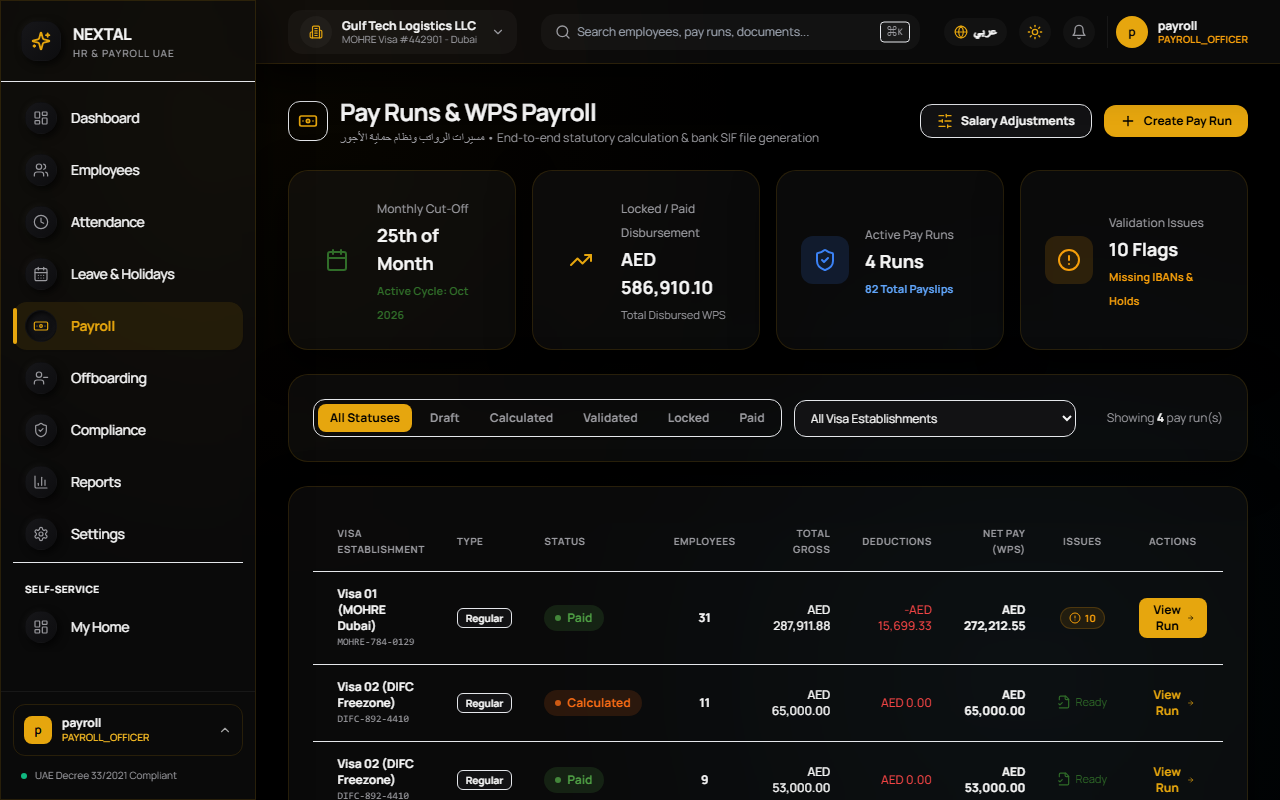 NEXTAL
HR & PAYROLL UAE
Dashboard
Employees
Attendance
Leave & Holidays
Payroll
Offboarding
Compliance
Reports
Settings
SELF-SERVICE
My Home
p
payroll
PAYROLL_OFFICER
UAE Decree 33/2021 Compliant
Gulf Tech Logistics LLC
MOHRE Visa #442901 - Dubai
Search employees, pay runs, documents...
⌘K
عربي
p
payroll
PAYROLL_OFFICER
Pay Runs & WPS Payroll
مسيرات الرواتب ونظام حماية الأجور • End-to-end statutory calculation & bank SIF file generation
Salary Adjustments
Create Pay Run
Monthly Cut-Off
25th of
Month
Active Cycle: Oct
2026
Locked / Paid
Disbursement
AED
586,910.10
Total Disbursed WPS
Active Pay Runs
4 Runs
82 Total Payslips
Validation Issues
10 Flags
Missing IBANs &
Holds
All Statuses
Draft
Calculated
Validated
Locked
Paid
All Visa Establishments
Showing 4 pay run(s)
VISA
ESTABLISHMENT
TYPE
STATUS
EMPLOYEES
TOTAL
GROSS
DEDUCTIONS
NET PAY
(WPS)
ISSUES
ACTIONS
Visa 01
(MOHRE
Dubai)
MOHRE-784-0129
Regular
Paid
31
AED
287,911.88
-AED
15,699.33
AED
272,212.55
10
View
Run
Visa 02 (DIFC
Freezone)
DIFC-892-4410
Regular
Calculated
11
AED
65,000.00
AED 0.00
AED
65,000.00
Ready
View
Run
Visa 02 (DIFC
Freezone)
DIFC-892-4410
Regular
Paid
9
AED
53,000.00
AED 0.00
AED
53,000.00
Ready
View
Run